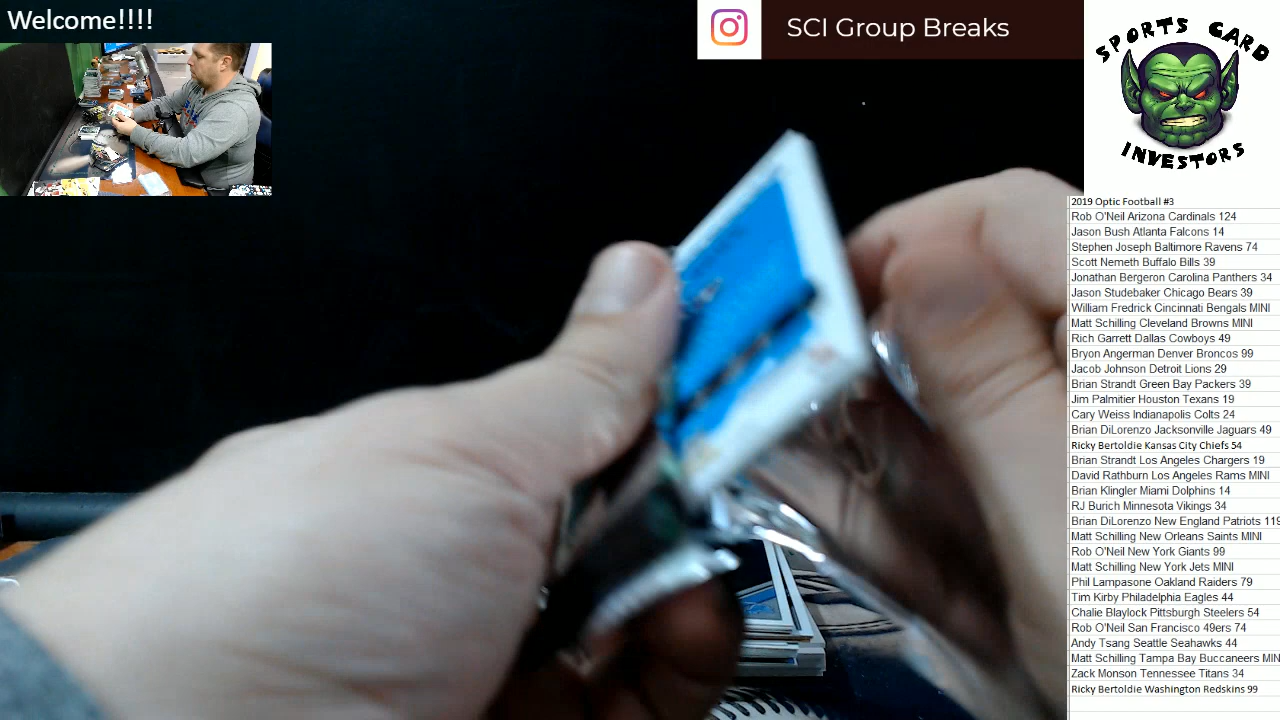 Welcome!!!!
SCI Group Breaks
SPORTS CARD
INVESTORS
2019 Optic Football #3
Rob O'Neil Arizona Cardinals 124
Jason Bush Atlanta Falcons 14
Stephen Joseph Baltimore Ravens 74
Scott Nemeth Buffalo Bills 39
Jonathan Bergeron Carolina Panthers 34
Jason Studebaker Chicago Bears 39
William Fredrick Cincinnati Bengals MINI
Matt Schilling Cleveland Browns MINI
Rich Garrett Dallas Cowboys 49
Bryon Angerman Denver Broncos 99
Jacob Johnson Detroit Lions 29
Brian Strandt Green Bay Packers 39
Jim Palmitier Houston Texans 19
Cary Weiss Indianapolis Colts 24
Brian DiLorenzo Jacksonville Jaguars 49
Ricky Bertoldie Kansas City Chiefs 54
Brian Strandt Los Angeles Chargers 19
David Rathburn Los Angeles Rams MINI
Brian Klingler Miami Dolphins 14
RJ Burich Minnesota Vikings 34
Brian DiLorenzo New England Patriots 119
Matt Schilling New Orleans Saints MINI
Rob O'Neil New York Giants 99
Matt Schilling New York Jets MINI
Phil Lampasone Oakland Raiders 79
Tim Kirby Philadelphia Eagles 44
Chalie Blaylock Pittsburgh Steelers 54
Rob O'Neil San Francisco 49ers 74
Andy Tsang Seattle Seahawks 44
Matt Schilling Tampa Bay Buccaneers MIN
Zack Monson Tennessee Titans 34
Ricky Bertoldie Washington Redskins 99